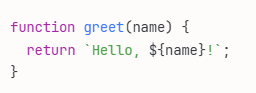 function greet(name) {
  return `Hello, ${name}!`;
}